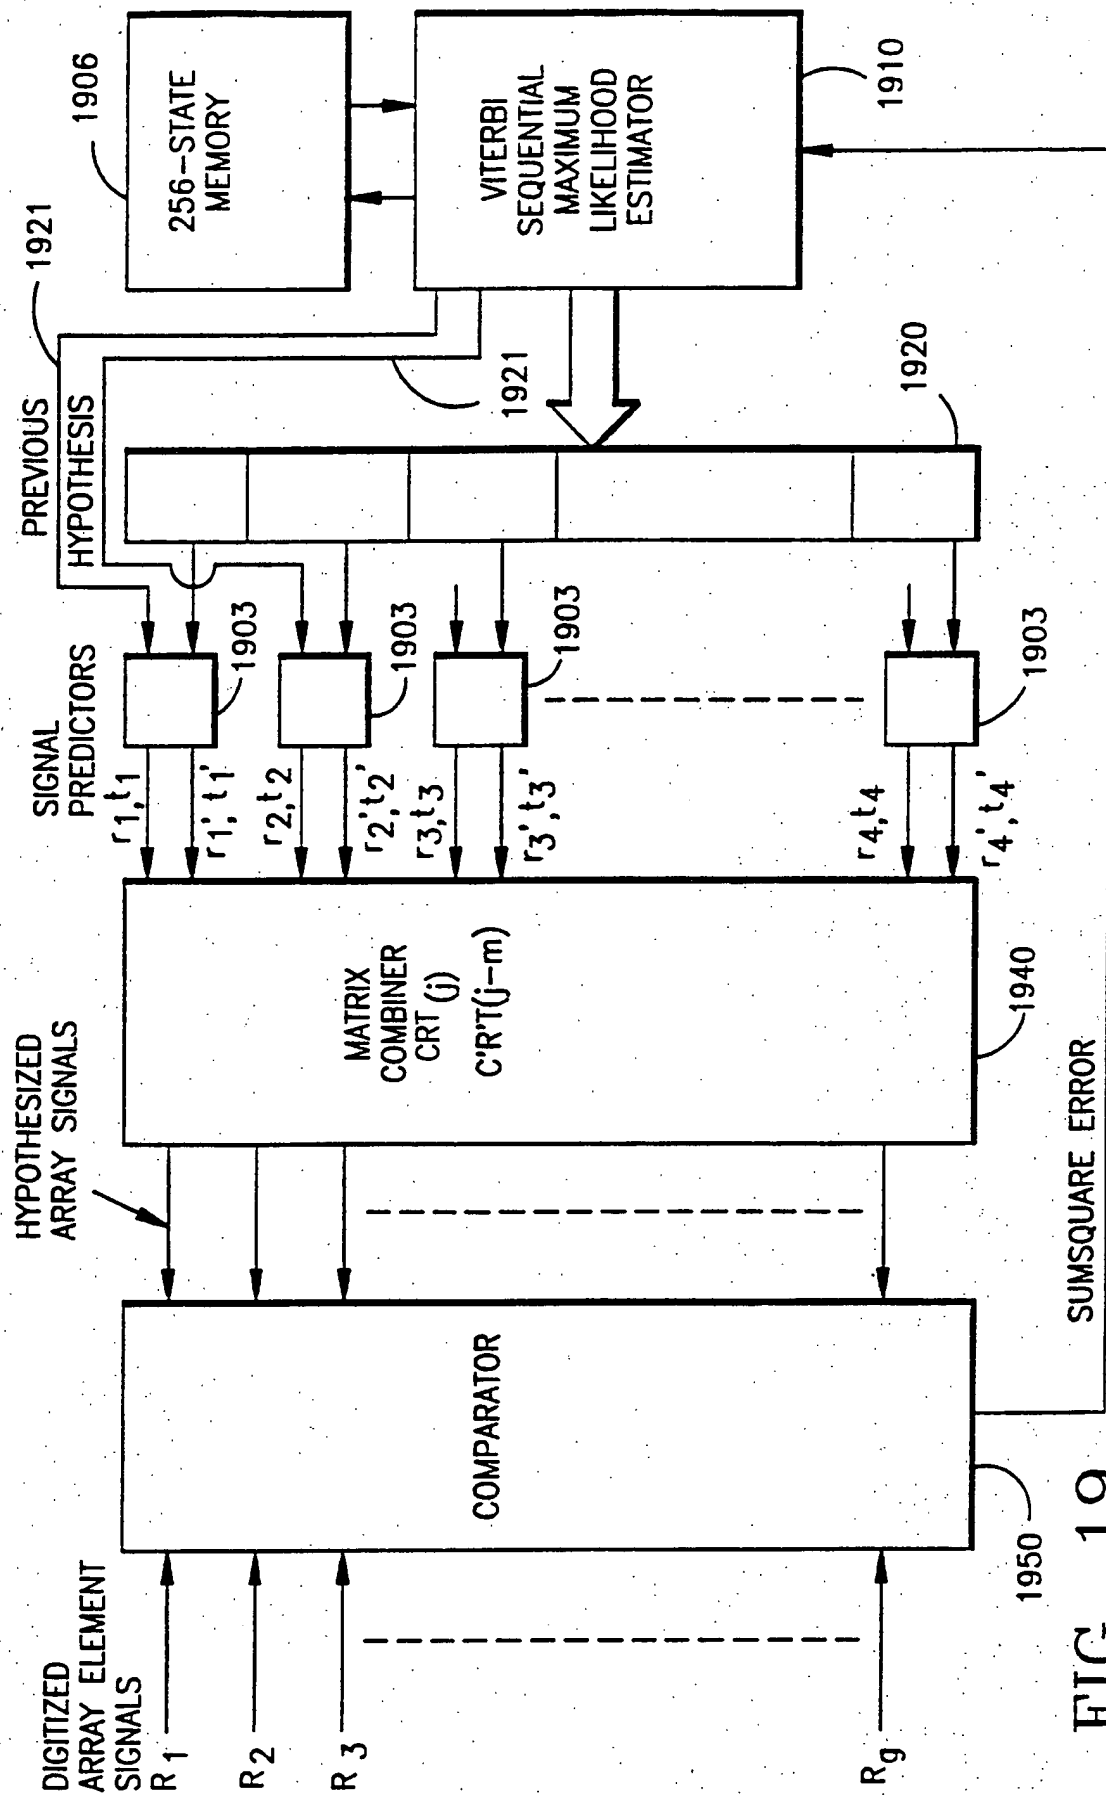 DIGITIZED
ARRAY ELEMENT
SIGNALS
R1
R2
R3
Rg
COMPARATOR
1950
SUMSQUARE ERROR
HYPOTHESIZED
ARRAY SIGNALS
MATRIX
COMBINER
CRT (j)
C'R'T(j-m)
1940
r1,t1
r1',t1'
r2,t2
r2',t2'
r3,t3
r3',t3'
r4,t4
r4',t4'
SIGNAL
PREDICTORS
1903
1903
1903
1903
PREVIOUS
HYPOTHESIS
1921
1921
1920
256-STATE
MEMORY
1906
VITERBI
SEQUENTIAL
MAXIMUM
LIKELIHOOD
ESTIMATOR
1910
FIG. 19